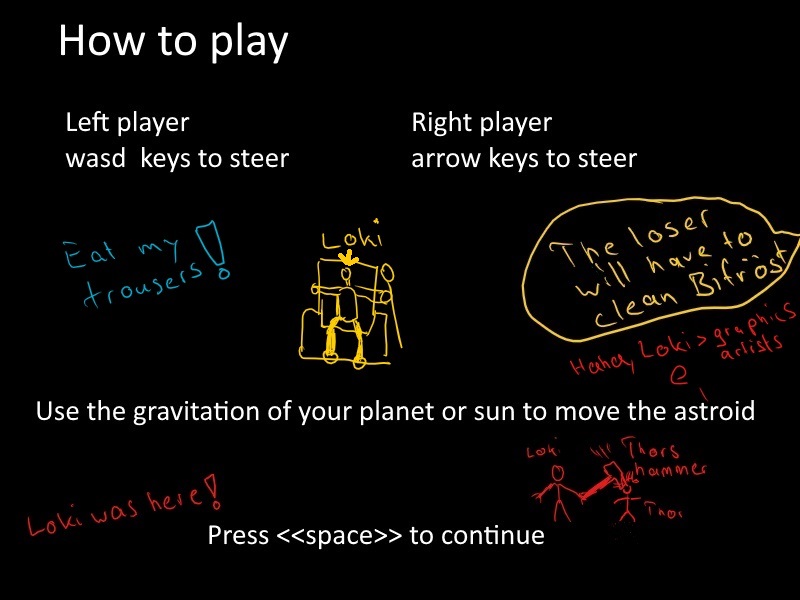 How to play
Left player
wasd keys to steer
Right player
arrow keys to steer
Eat my
trousers!
Loki
The loser
will have to
clean Bifröst
Haha, Loki > graphics
artists
Use the gravitation of your planet or sun to move the astroid
Loki was here!
Loki
Thors
hammer
Thor
Press <<space>> to continue